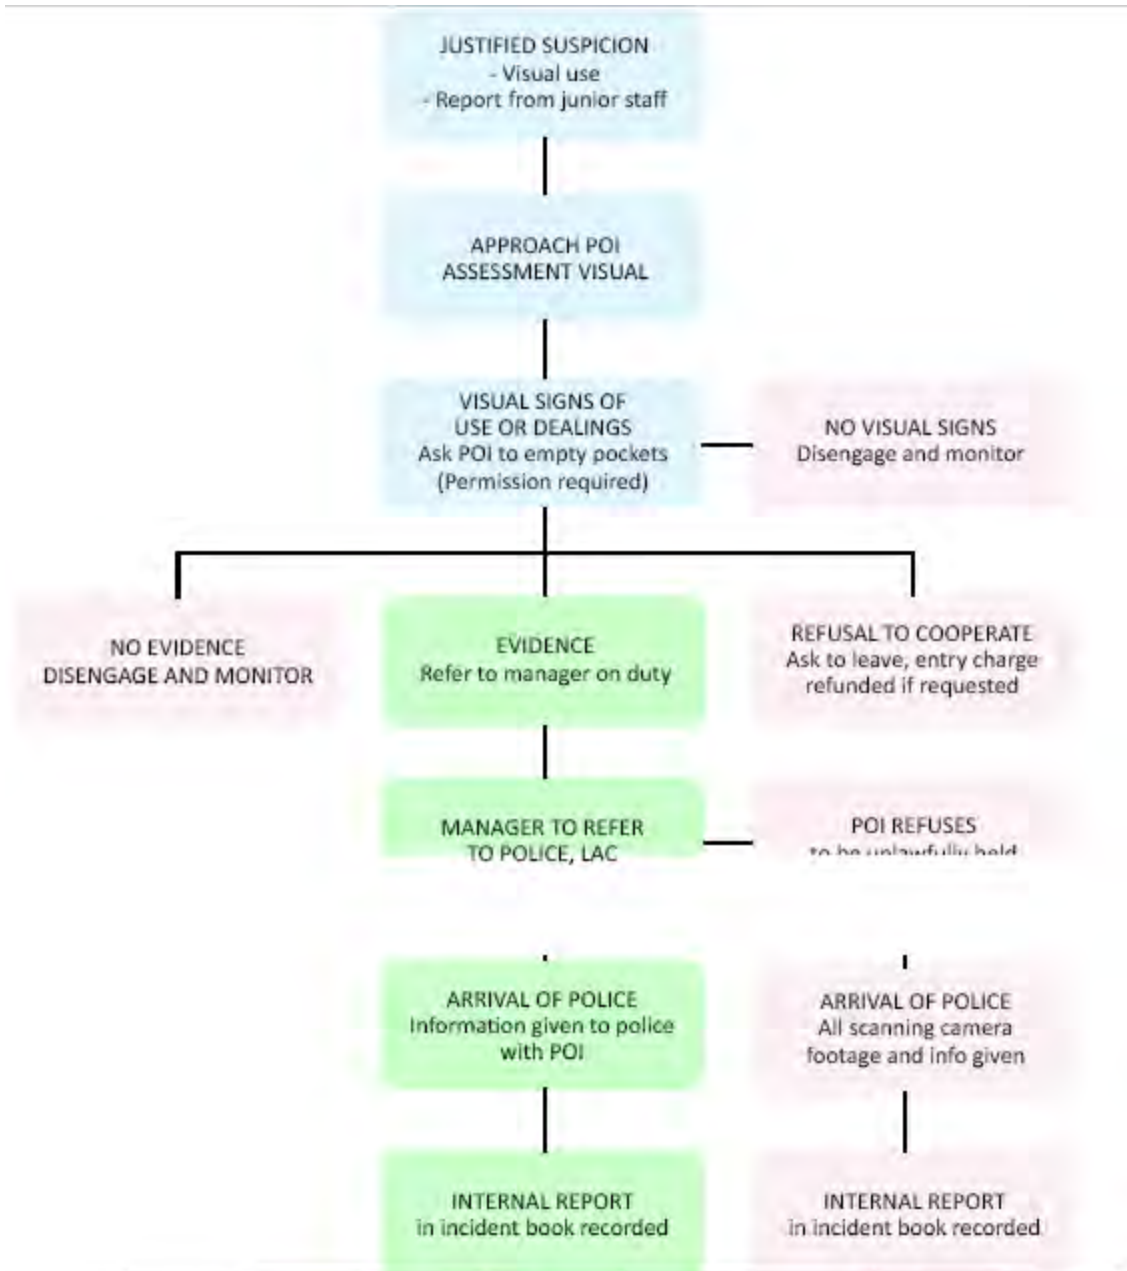 JUSTIFIED SUSPICION
- Visual use
- Report from junior staff
APPROACH POI
ASSESSMENT VISUAL
VISUAL SIGNS OF
USE OR DEALINGS
Ask POI to empty pockets
(Permission required)
NO VISUAL SIGNS
Disengage and monitor
NO EVIDENCE
DISENGAGE AND MONITOR
EVIDENCE
Refer to manager on duty
REFUSAL TO COOPERATE
Ask to leave, entry charge
refunded if requested
MANAGER TO REFER
TO POLICE, LAC
POI REFUSES
to be unlawfully held
ARRIVAL OF POLICE
Information given to police
with POI
ARRIVAL OF POLICE
All scanning camera
footage and info given
INTERNAL REPORT
in incident book recorded
INTERNAL REPORT
in incident book recorded